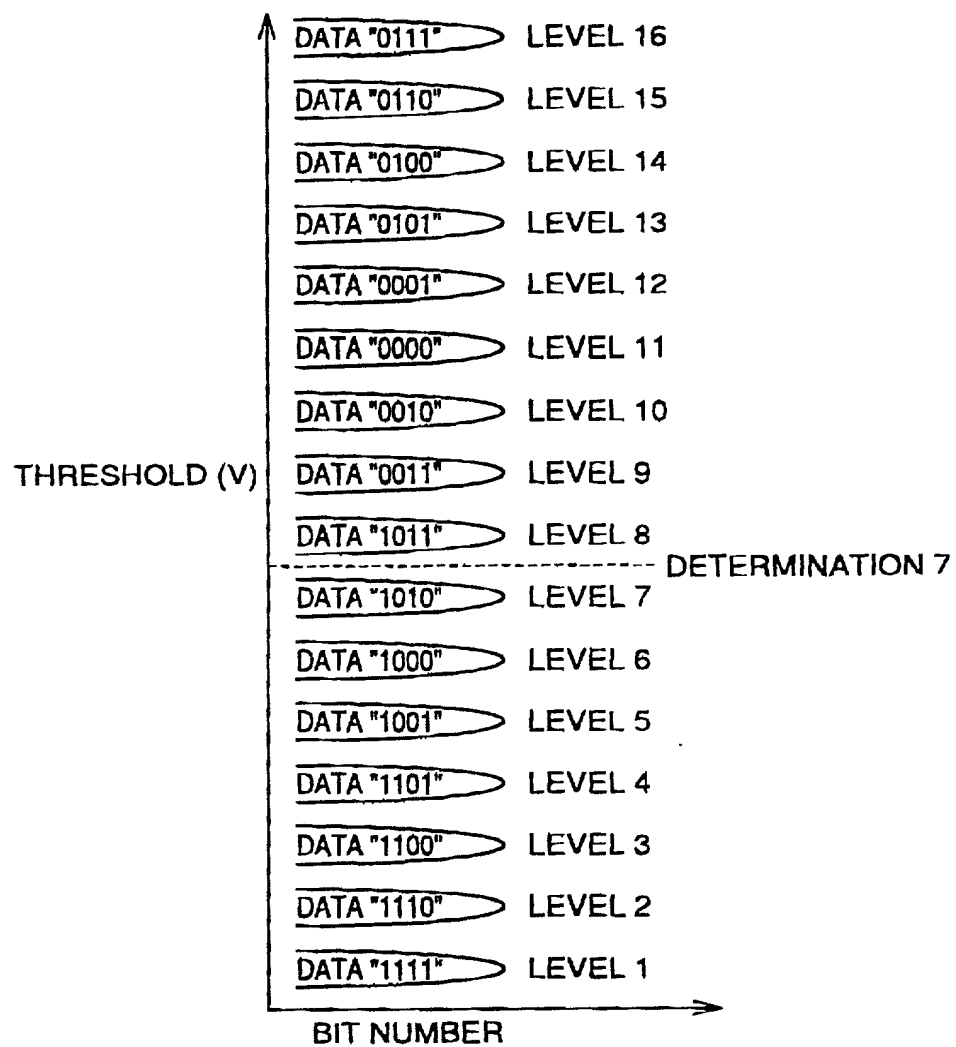 DATA "0111" LEVEL 16
DATA "0110" LEVEL 15
DATA "0100" LEVEL 14
DATA "0101" LEVEL 13
DATA "0001" LEVEL 12
DATA "0000" LEVEL 11
DATA "0010" LEVEL 10
THRESHOLD (V) DATA "0011" LEVEL 9
DATA "1011" LEVEL 8
DETERMINATION 7
DATA "1010" LEVEL 7
DATA "1000" LEVEL 6
DATA "1001" LEVEL 5
DATA "1101" LEVEL 4
DATA "1100" LEVEL 3
DATA "1110" LEVEL 2
DATA "1111" LEVEL 1
BIT NUMBER